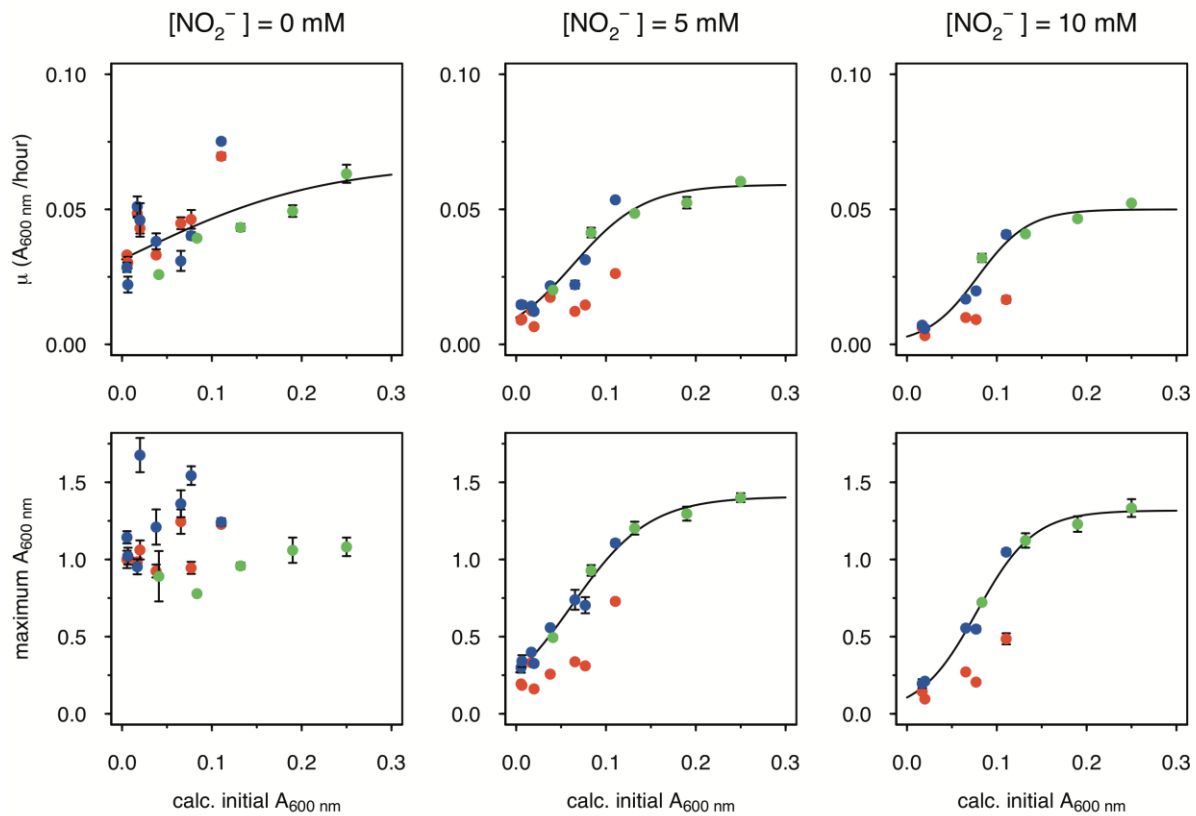 [NO₂⁻] = 0 mM [NO₂⁻] = 5 mM [NO₂⁻] = 10 mM
μ (A₆₀₀ ₙₘ /hour)
0.10 0.10 0.10
0.05 0.05 0.05
0.00 0.00 0.00
0.0 0.1 0.2 0.3 0.0 0.1 0.2 0.3 0.0 0.1 0.2 0.3
maximum A₆₀₀ ₙₘ
1.5 1.5 1.5
1.0 1.0 1.0
0.5 0.5 0.5
0.0 0.0 0.0
0.0 0.1 0.2 0.3 0.0 0.1 0.2 0.3 0.0 0.1 0.2 0.3
calc. initial A₆₀₀ ₙₘ calc. initial A₆₀₀ ₙₘ calc. initial A₆₀₀ ₙₘ